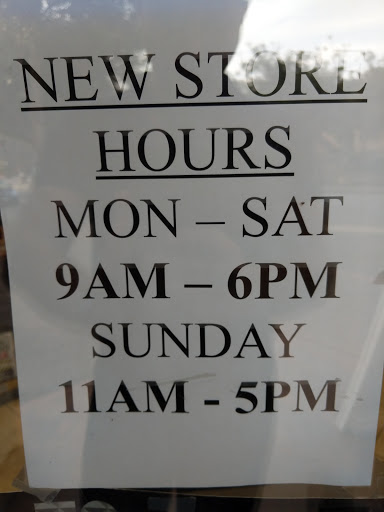 NEW STORE
HOURS
MON – SAT
9AM – 6PM
SUNDAY
11AM - 5PM